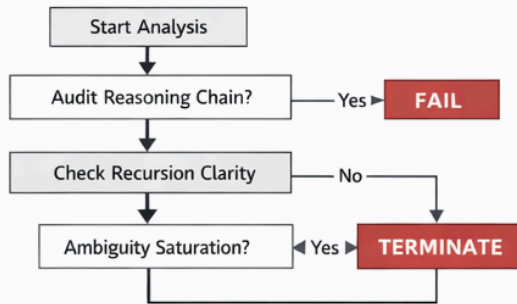 Start Analysis
Audit Reasoning Chain?
Yes
FAIL
Check Recursion Clarity
No
Ambiguity Saturation?
Yes
TERMINATE